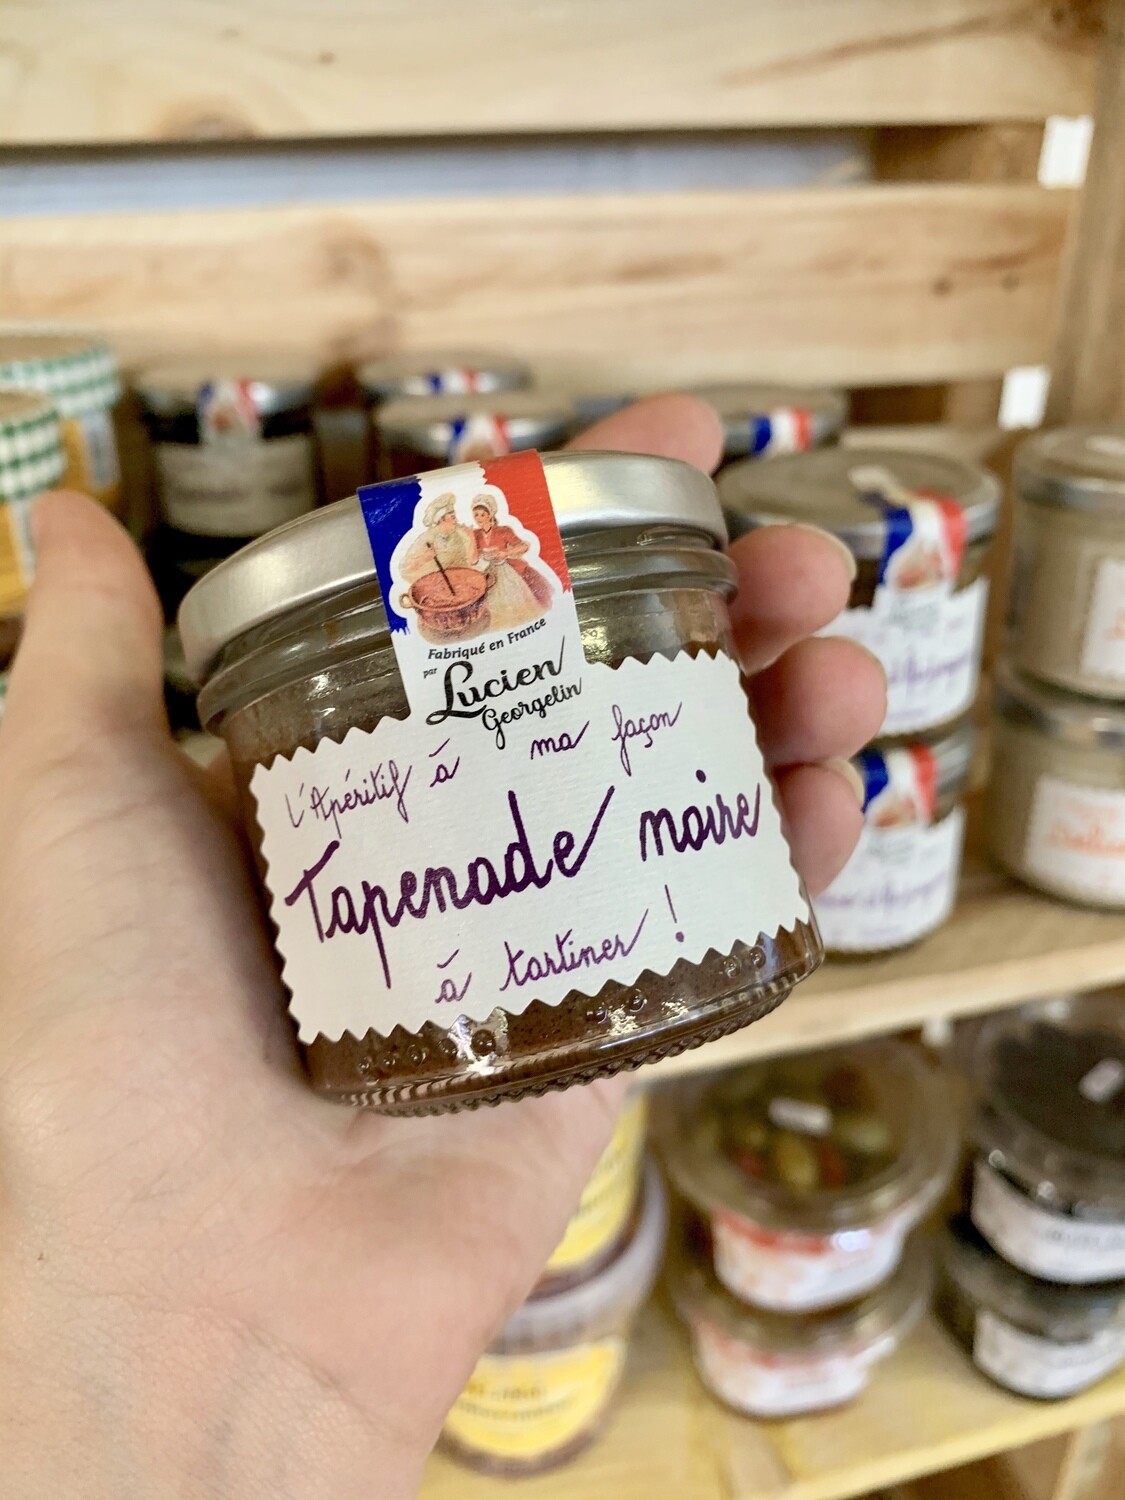 Fabriqué en France
par Lucien
Georgelin
L'Apéritif à ma façon
Tapenade noire
à tartiner !